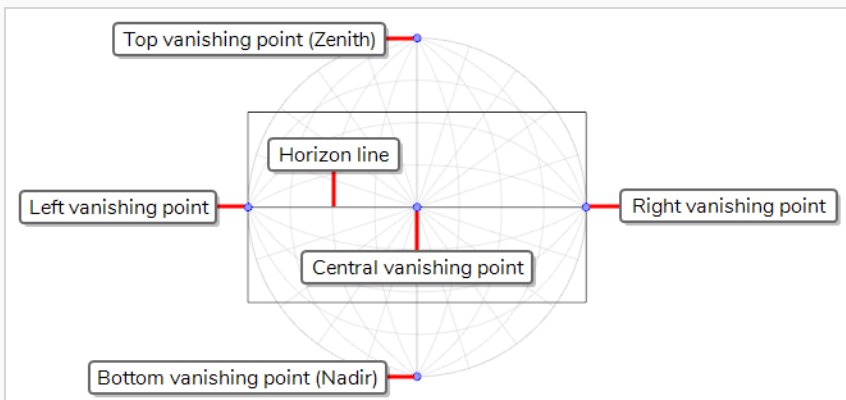 Top vanishing point (Zenith)
Horizon line
Left vanishing point
Right vanishing point
Central vanishing point
Bottom vanishing point (Nadir)